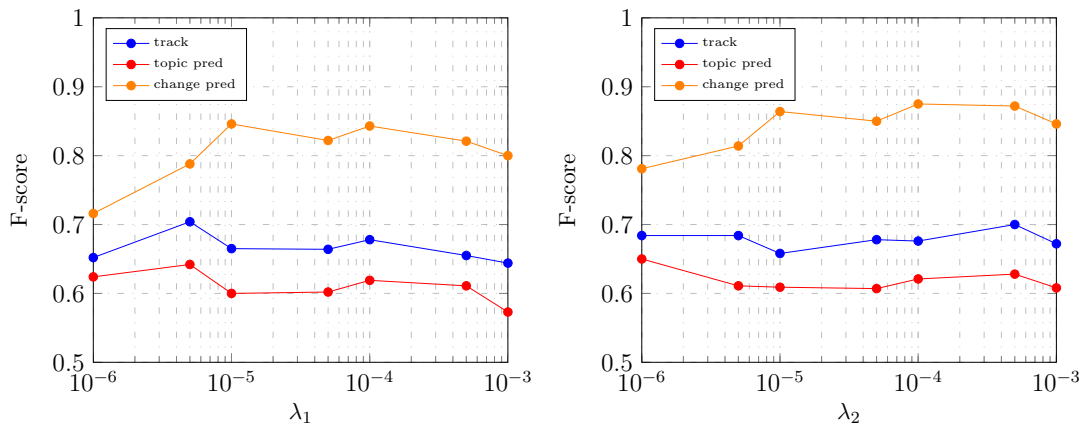 1
0.9
0.8
0.7
0.6
0.5
F-score
track
topic pred
change pred
10⁻⁶ 10⁻⁵ 10⁻⁴ 10⁻³
λ₁
1
0.9
0.8
0.7
0.6
0.5
F-score
track
topic pred
change pred
10⁻⁶ 10⁻⁵ 10⁻⁴ 10⁻³
λ₂